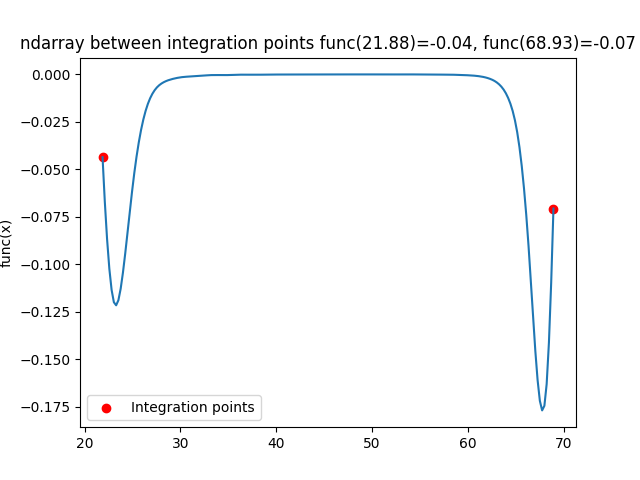 ndarray between integration points func(21.88)=-0.04, func(68.93)=-0.07
0.000
−0.025
−0.050
−0.075
−0.100
−0.125
−0.150
−0.175
func(x)
Integration points
20 30 40 50 60 70